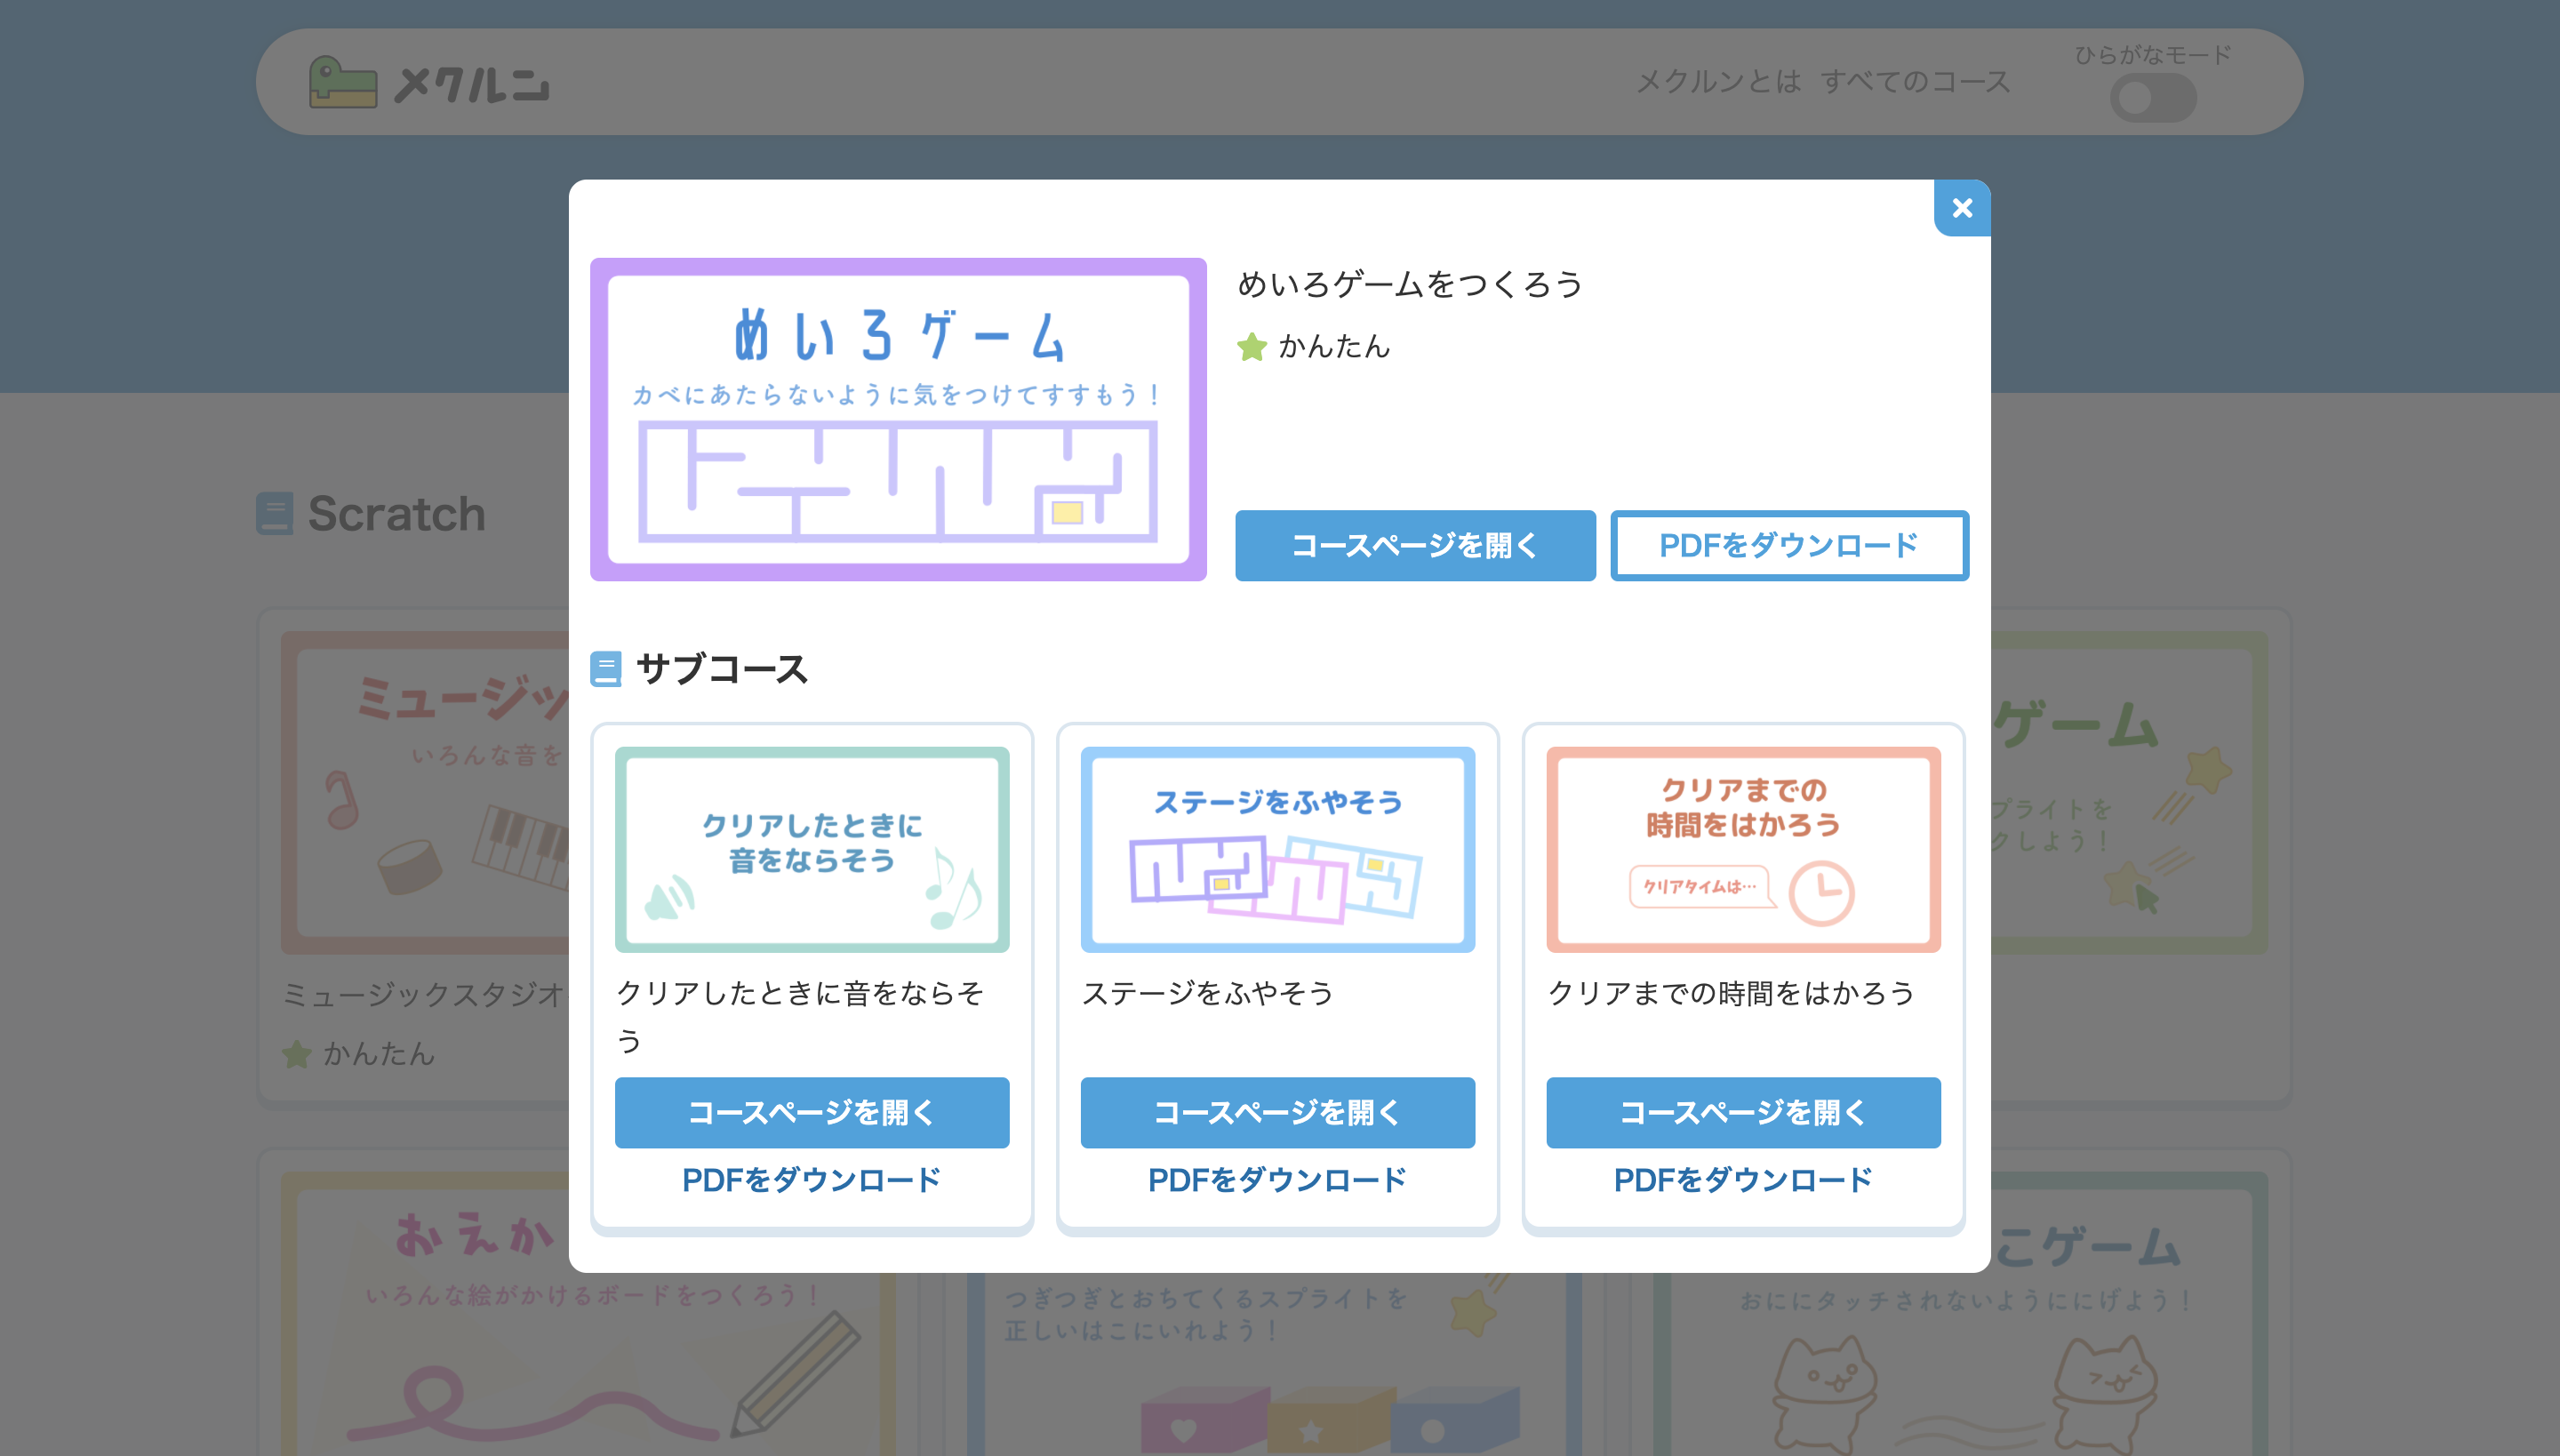 メクルン
メクルンとは すべてのコース
ひらがなモード
めいろゲーム
カベにあたらないように気をつけてすすもう！
めいろゲームをつくろう
かんたん
コースページを開く
PDFをダウンロード
サブコース
クリアしたときに
音をならそう
クリアしたときに音をならそ
う
コースページを開く
PDFをダウンロード
ステージをふやそう
ステージをふやそう
コースページを開く
PDFをダウンロード
クリアまでの
時間をはかろう
クリアタイムは…
クリアまでの時間をはかろう
コースページを開く
PDFをダウンロード
Scratch
ミュージッ
いろんな音を
ミュージックスタジオ
かんたん
ゲーム
プライトを
クしよう！
おえか
いろんな絵がかけるボードをつくろう！
つぎつぎとおちてくるスプライトを
正しいはこにいれよう！
こゲーム
おににタッチされないようににげよう！